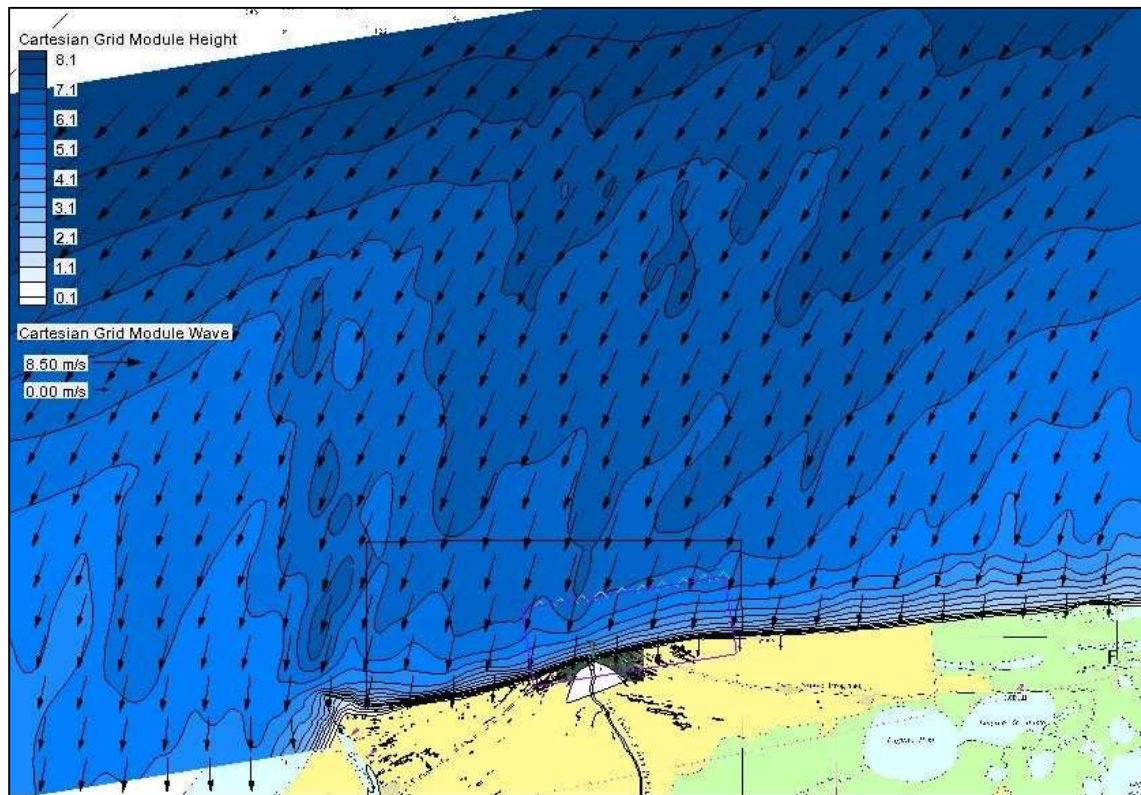 Cartesian Grid Module Height
8.1
7.1
6.1
5.1
4.1
3.1
2.1
1.1
0.1
Cartesian Grid Module Wave
8.50 m/s
0.00 m/s
F